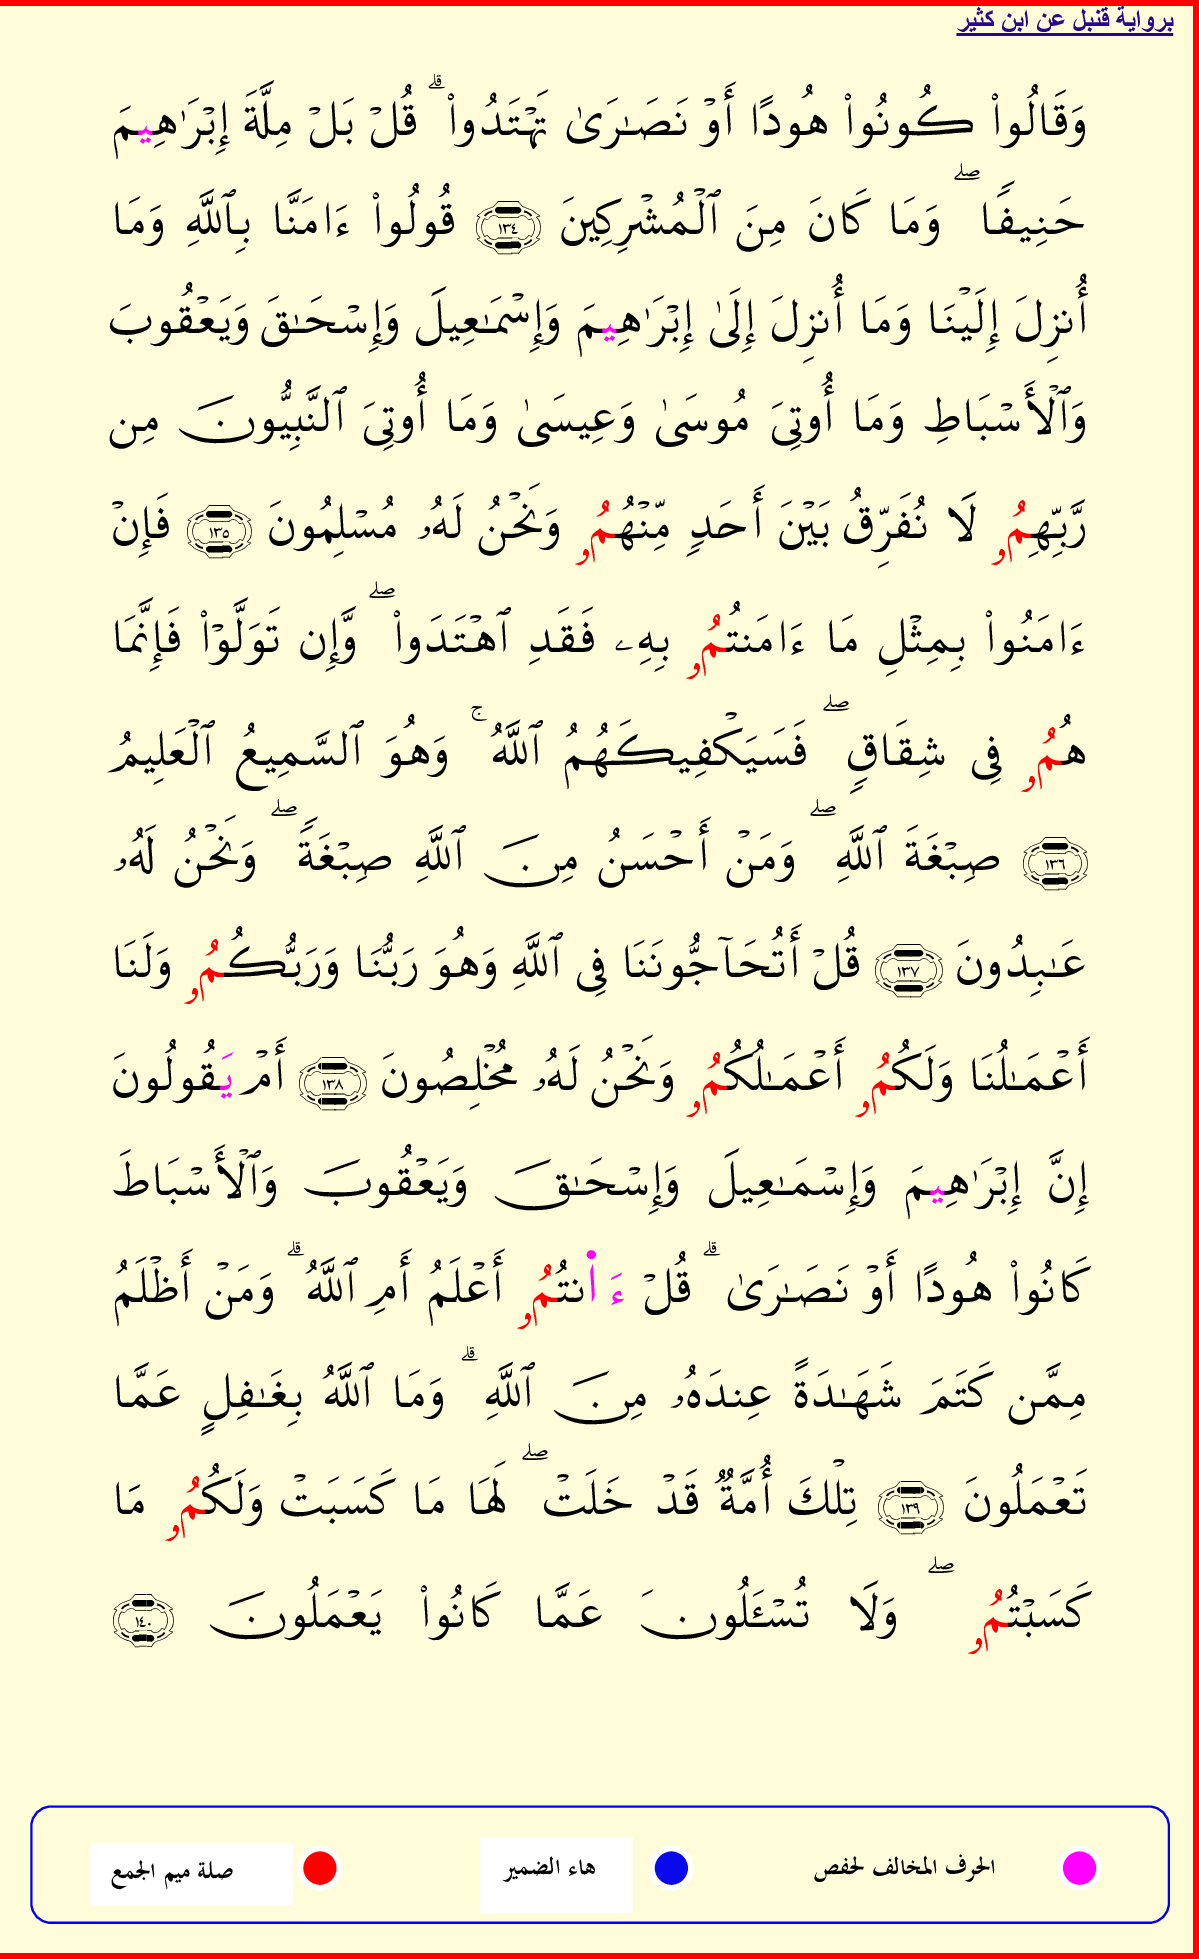 برواية قنبل عن ابن كثير
وَقَالُوا۟ كُونُوا۟ هُودًا أَوْ نَصَـٰرَىٰ تَهْتَدُوا۟ ۗ قُلْ بَلْ مِلَّةَ إِبْرَٰهِيمَ
حَنِيفًا ۖ وَمَا كَانَ مِنَ ٱلْمُشْرِكِينَ ١٣٤ قُولُوا۟ ءَامَنَّا بِٱللَّهِ وَمَا
أُنزِلَ إِلَيْنَا وَمَا أُنزِلَ إِلَىٰ إِبْرَٰهِيمَ وَإِسْمَـٰعِيلَ وَإِسْحَـٰقَ وَيَعْقُوبَ
وَٱلْأَسْبَاطِ وَمَا أُوتِىَ مُوسَىٰ وَعِيسَىٰ وَمَا أُوتِىَ ٱلنَّبِيُّونَ مِن
رَّبِّهِمُۥ لَا نُفَرِّقُ بَيْنَ أَحَدٍ مِّنْهُمُۥ وَنَحْنُ لَهُۥ مُسْلِمُونَ ١٣٥ فَإِنْ
ءَامَنُوا۟ بِمِثْلِ مَا ءَامَنتُمُۥ بِهِۦ فَقَدِ ٱهْتَدَوا۟ ۖ وَّإِن تَوَلَّوْا۟ فَإِنَّمَا
هُمُۥ فِى شِقَاقٍ ۖ فَسَيَكْفِيكَهُمُ ٱللَّهُ ۚ وَهُوَ ٱلسَّمِيعُ ٱلْعَلِيمُ
١٣٦ صِبْغَةَ ٱللَّهِ ۖ وَمَنْ أَحْسَنُ مِنَ ٱللَّهِ صِبْغَةً ۖ وَنَحْنُ لَهُۥ
عَـٰبِدُونَ ١٣٧ قُلْ أَتُحَآجُّونَنَا فِى ٱللَّهِ وَهُوَ رَبُّنَا وَرَبُّكُمُۥ وَلَنَا
أَعْمَـٰلُنَا وَلَكُمُۥ أَعْمَـٰلُكُمُۥ وَنَحْنُ لَهُۥ مُخْلِصُونَ ١٣٨ أَمْ يَقُولُونَ
إِنَّ إِبْرَٰهِيمَ وَإِسْمَـٰعِيلَ وَإِسْحَـٰقَ وَيَعْقُوبَ وَٱلْأَسْبَاطَ
كَانُوا۟ هُودًا أَوْ نَصَـٰرَىٰ ۗ قُلْ ءَا۬نتُمُۥ أَعْلَمُ أَمِ ٱللَّهُ ۗ وَمَنْ أَظْلَمُ
مِمَّن كَتَمَ شَهَـٰدَةً عِندَهُۥ مِنَ ٱللَّهِ ۗ وَمَا ٱللَّهُ بِغَـٰفِلٍ عَمَّا
تَعْمَلُونَ ١٣٩ تِلْكَ أُمَّةٌ قَدْ خَلَتْ ۖ لَهَا مَا كَسَبَتْ وَلَكُمُۥ مَا
كَسَبْتُمُۥ ۖ وَلَا تُسْـَٔلُونَ عَمَّا كَانُوا۟ يَعْمَلُونَ ١٤٠
الحرف المخالف لحفص هاء الضمير صلة ميم الجمع